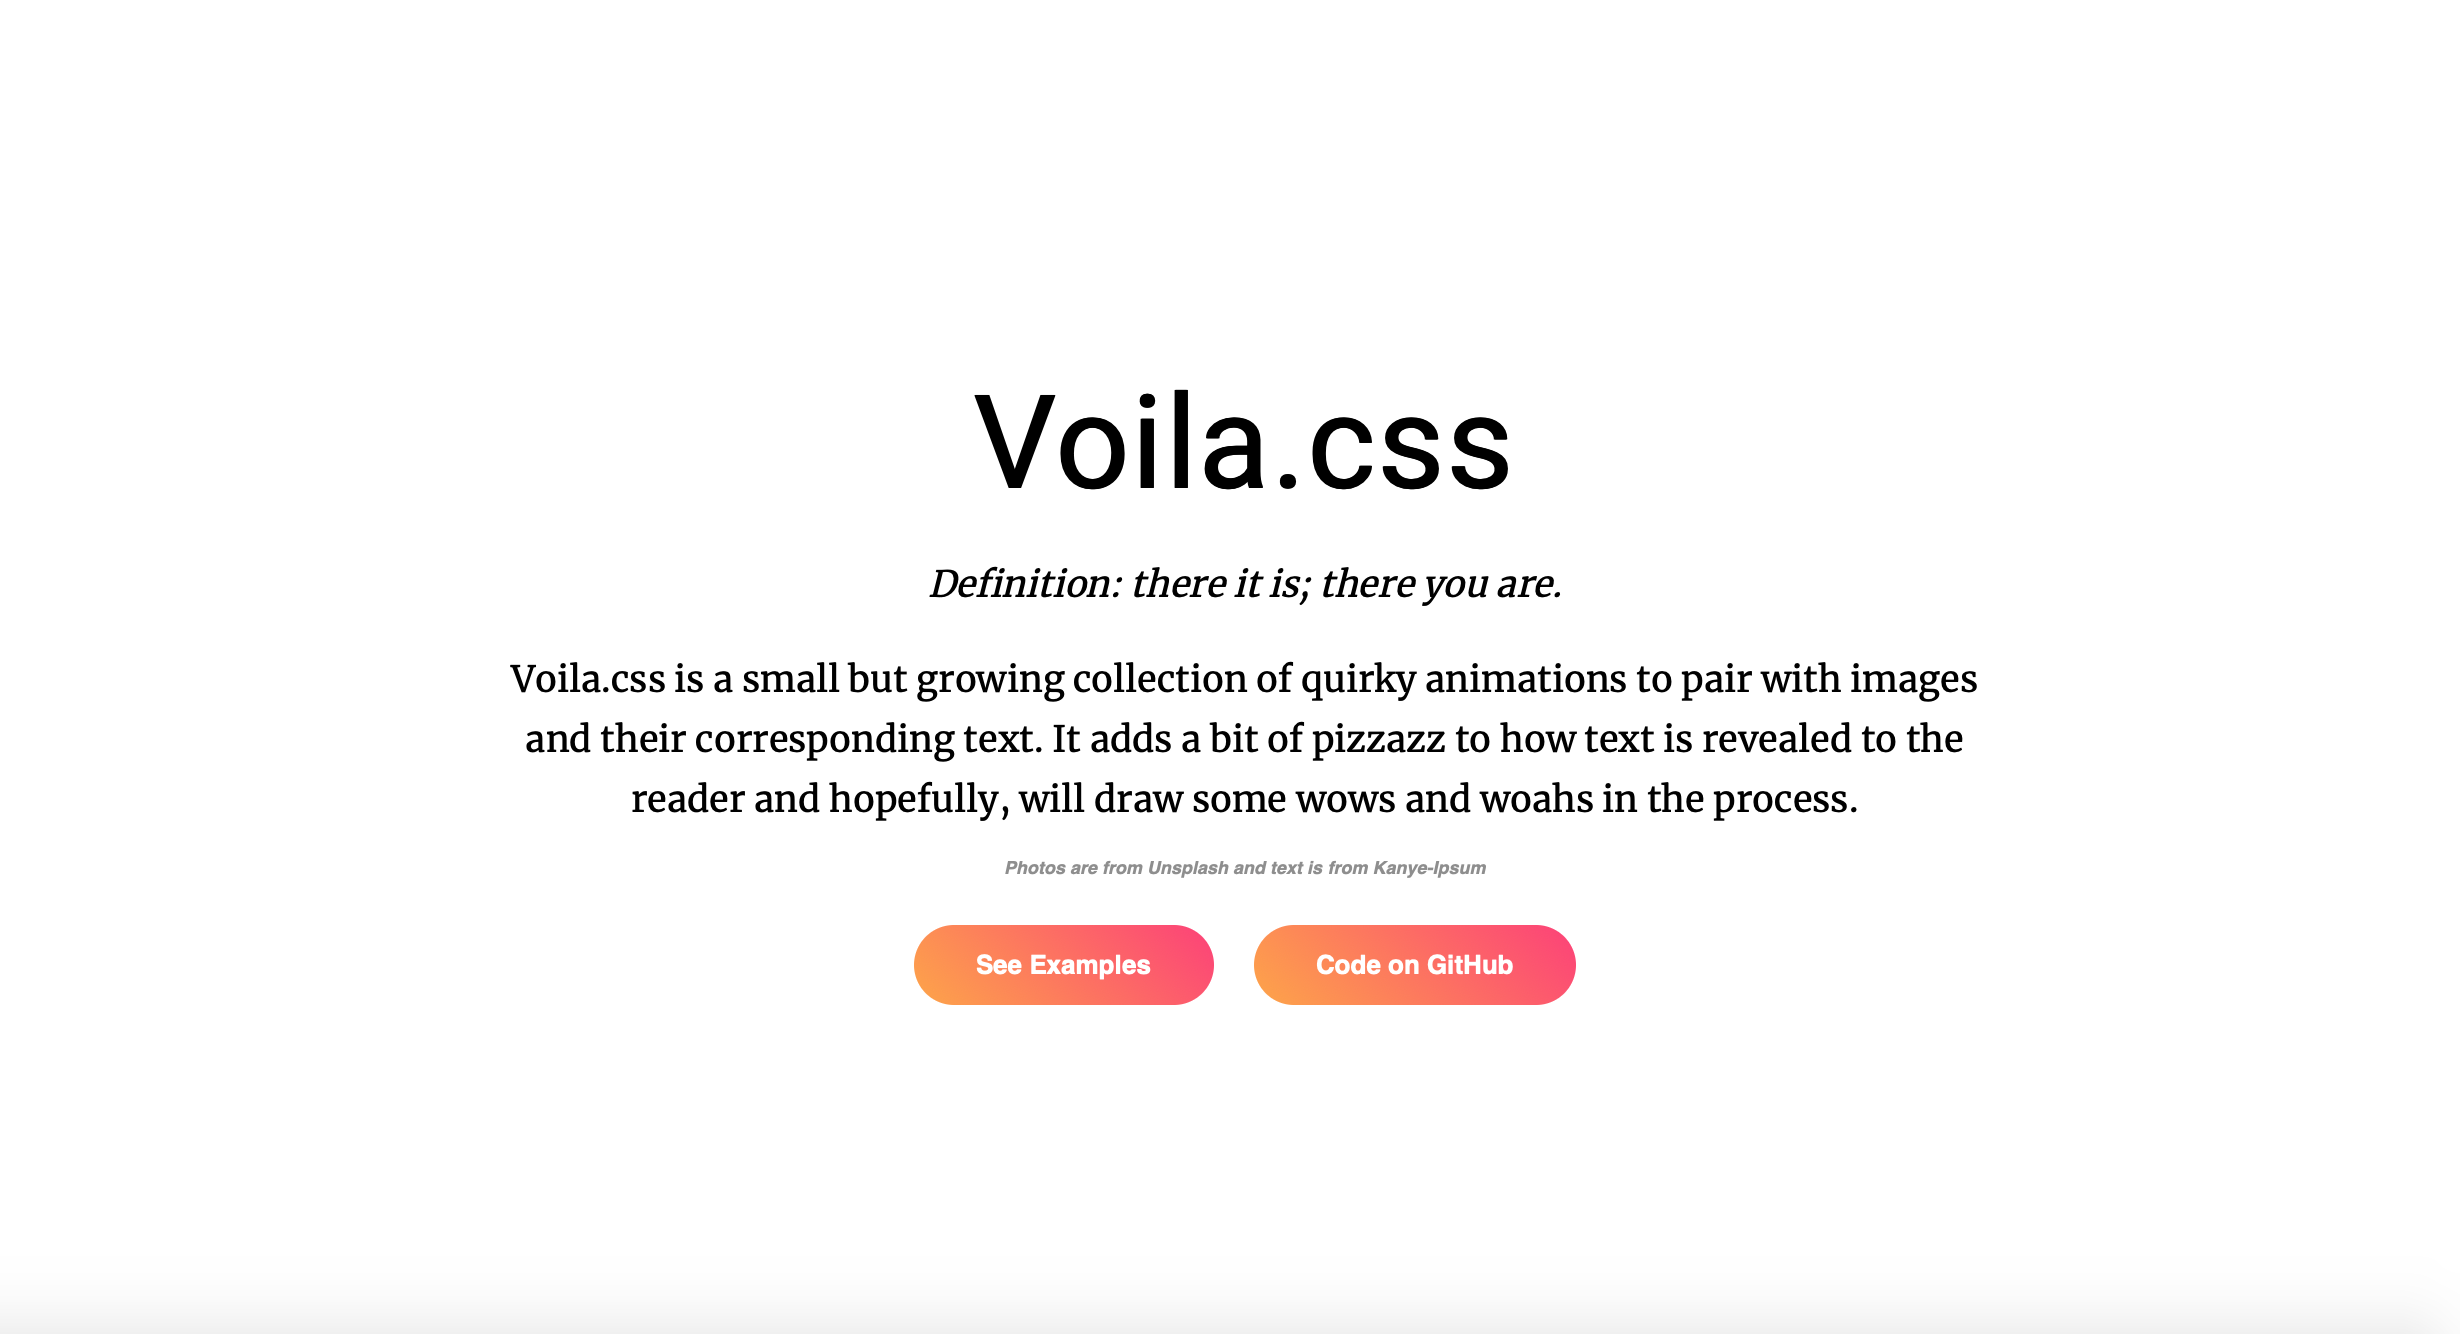 Voila.css
Definition: there it is; there you are.
Voila.css is a small but growing collection of quirky animations to pair with images
and their corresponding text. It adds a bit of pizzazz to how text is revealed to the
reader and hopefully, will draw some wows and woahs in the process.
Photos are from Unsplash and text is from Kanye-Ipsum
See Examples
Code on GitHub